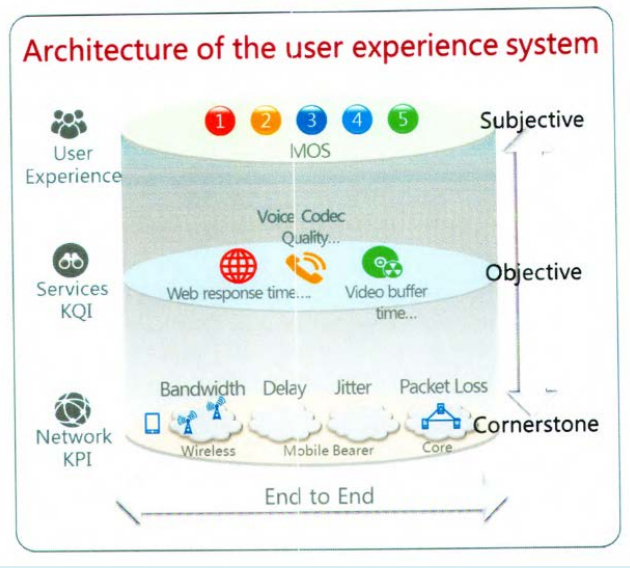 Architecture of the user experience system
1 2 3 4 5
MOS
Subjective
User
Experience
Voice Codec
Quality...
Services
KQI
Web response time....
Video buffer
time...
Objective
Bandwidth Delay Jitter Packet Loss
Network
KPI
Wireless Mobile Bearer Core
Cornerstone
End to End